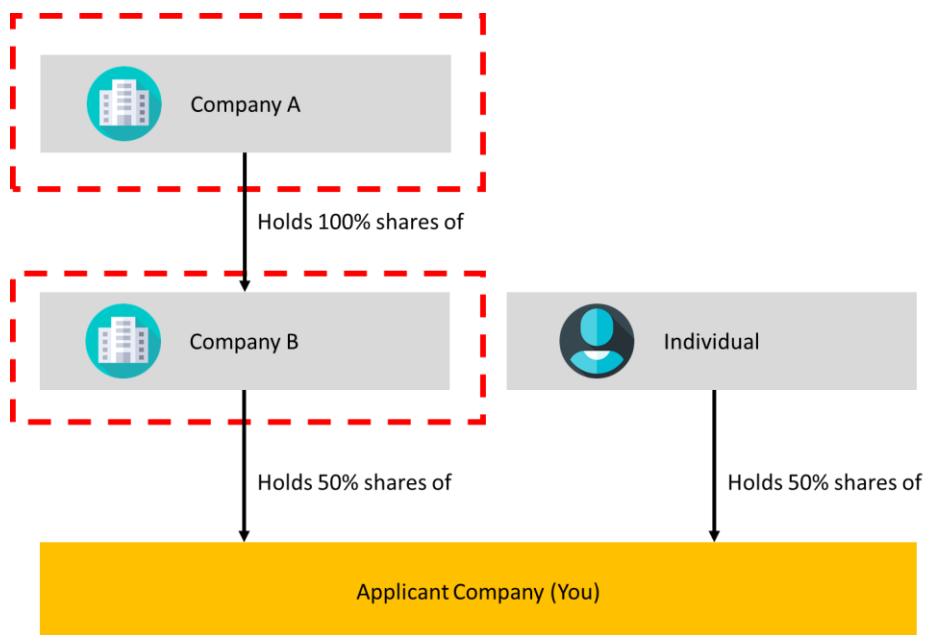 Company A
Holds 100% shares of
Company B
Individual
Holds 50% shares of
Holds 50% shares of
Applicant Company (You)